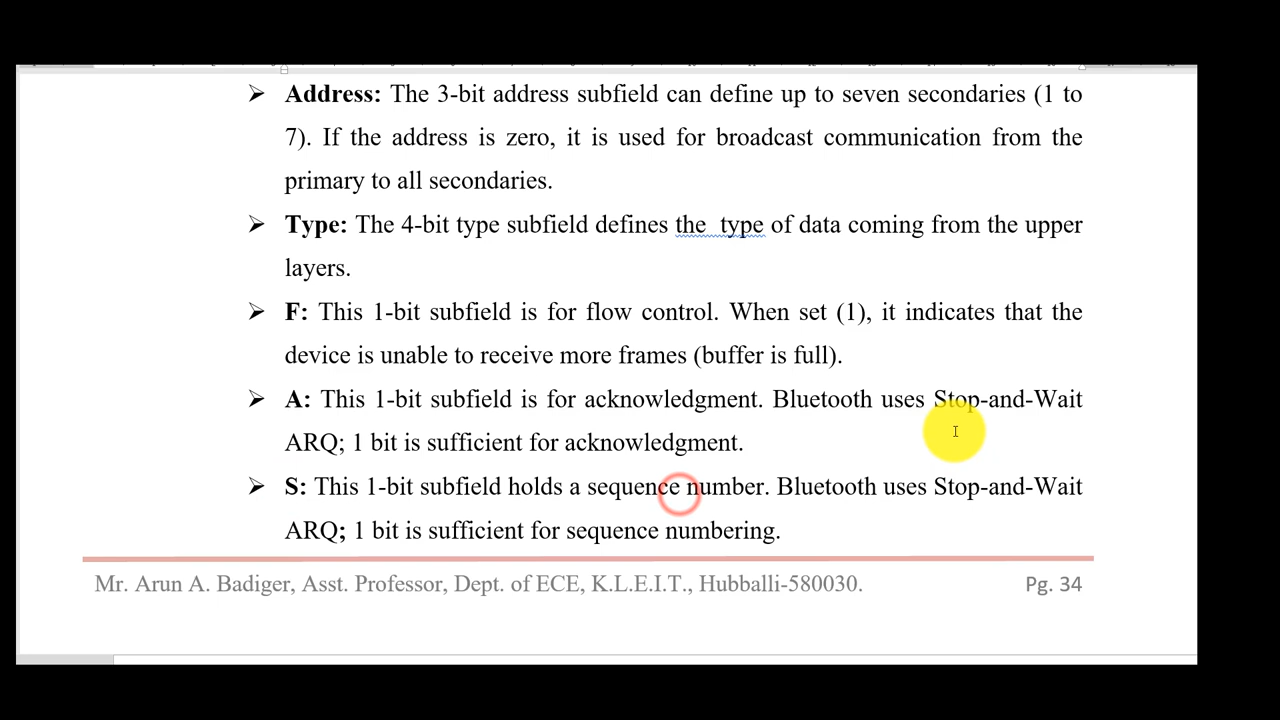 ➢ Address: The 3-bit address subfield can define up to seven secondaries (1 to
7). If the address is zero, it is used for broadcast communication from the
primary to all secondaries.
➢ Type: The 4-bit type subfield defines the  type of data coming from the upper
layers.
➢ F: This 1-bit subfield is for flow control. When set (1), it indicates that the
device is unable to receive more frames (buffer is full).
➢ A: This 1-bit subfield is for acknowledgment. Bluetooth uses Stop-and-Wait
ARQ; 1 bit is sufficient for acknowledgment.
➢ S: This 1-bit subfield holds a sequence number. Bluetooth uses Stop-and-Wait
ARQ; 1 bit is sufficient for sequence numbering.
Mr. Arun A. Badiger, Asst. Professor, Dept. of ECE, K.L.E.I.T., Hubballi-580030. Pg. 34